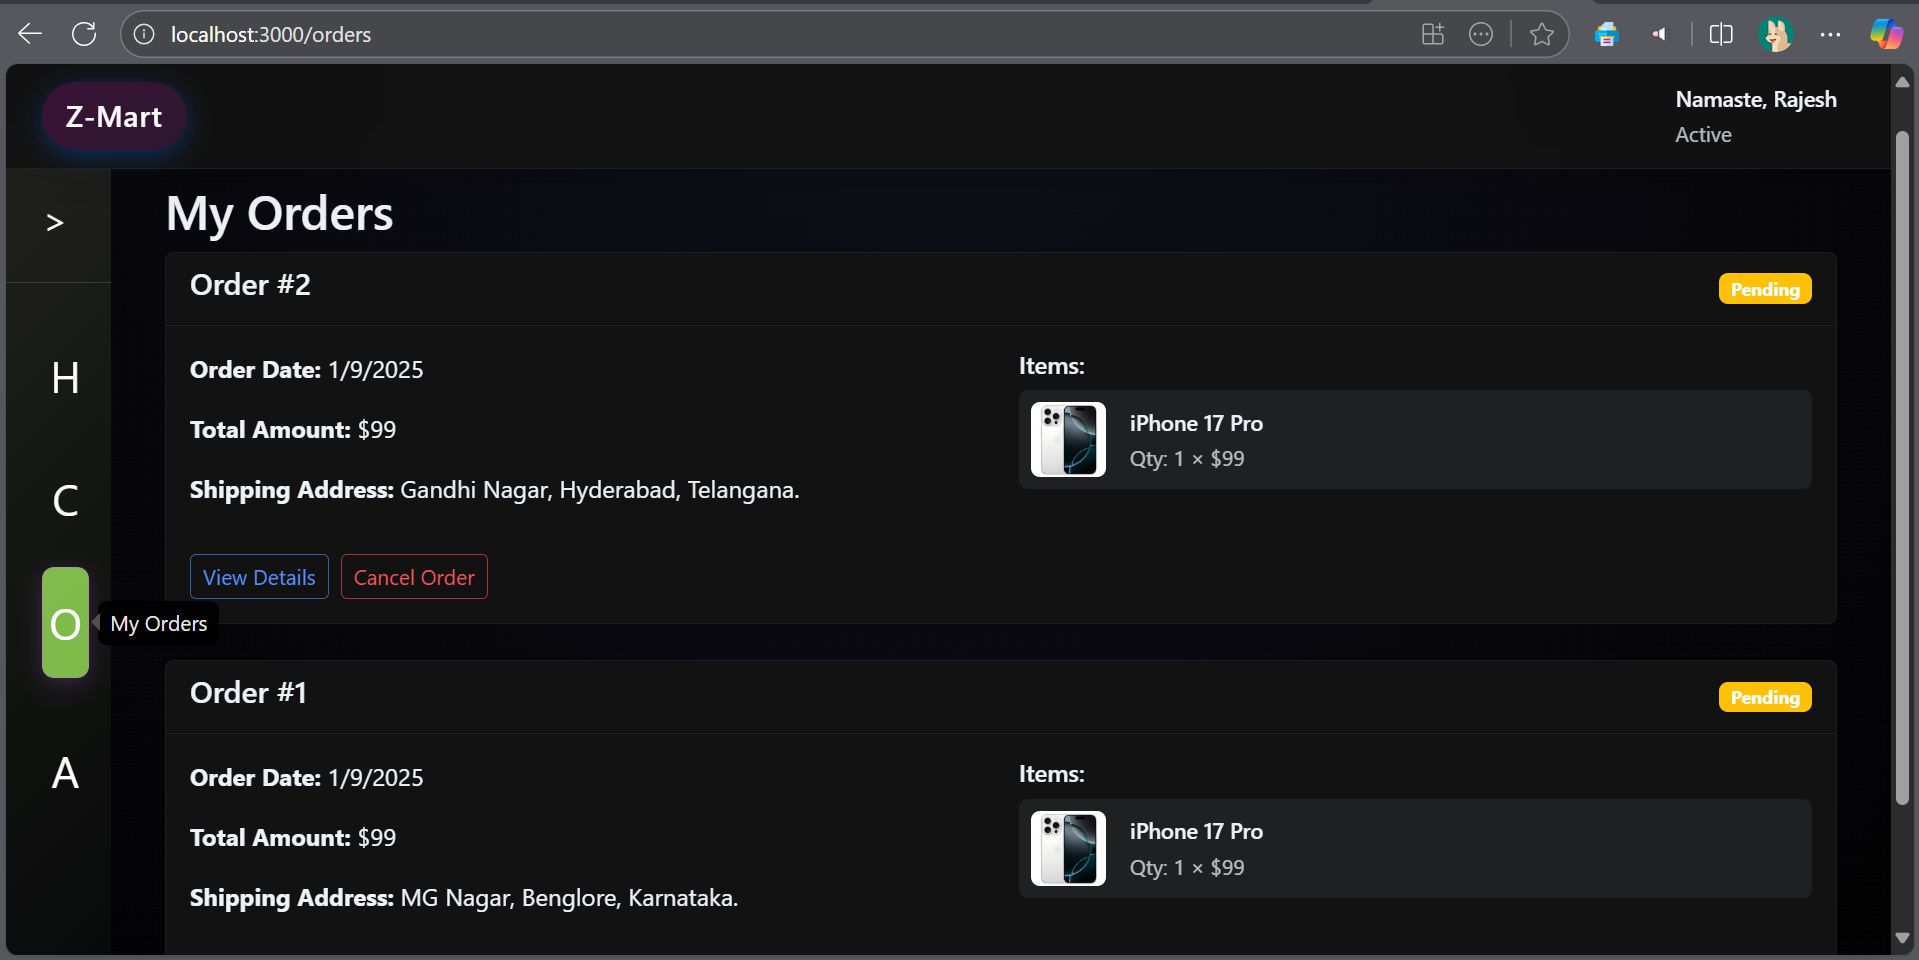 localhost:3000/orders
Z-Mart
Namaste, Rajesh
Active
>
H
C
O
My Orders
A
My Orders
Order #2
Pending
Order Date: 1/9/2025
Total Amount: $99
Shipping Address: Gandhi Nagar, Hyderabad, Telangana.
Items:
iPhone 17 Pro
Qty: 1 × $99
View Details
Cancel Order
Order #1
Pending
Order Date: 1/9/2025
Total Amount: $99
Shipping Address: MG Nagar, Benglore, Karnataka.
Items:
iPhone 17 Pro
Qty: 1 × $99